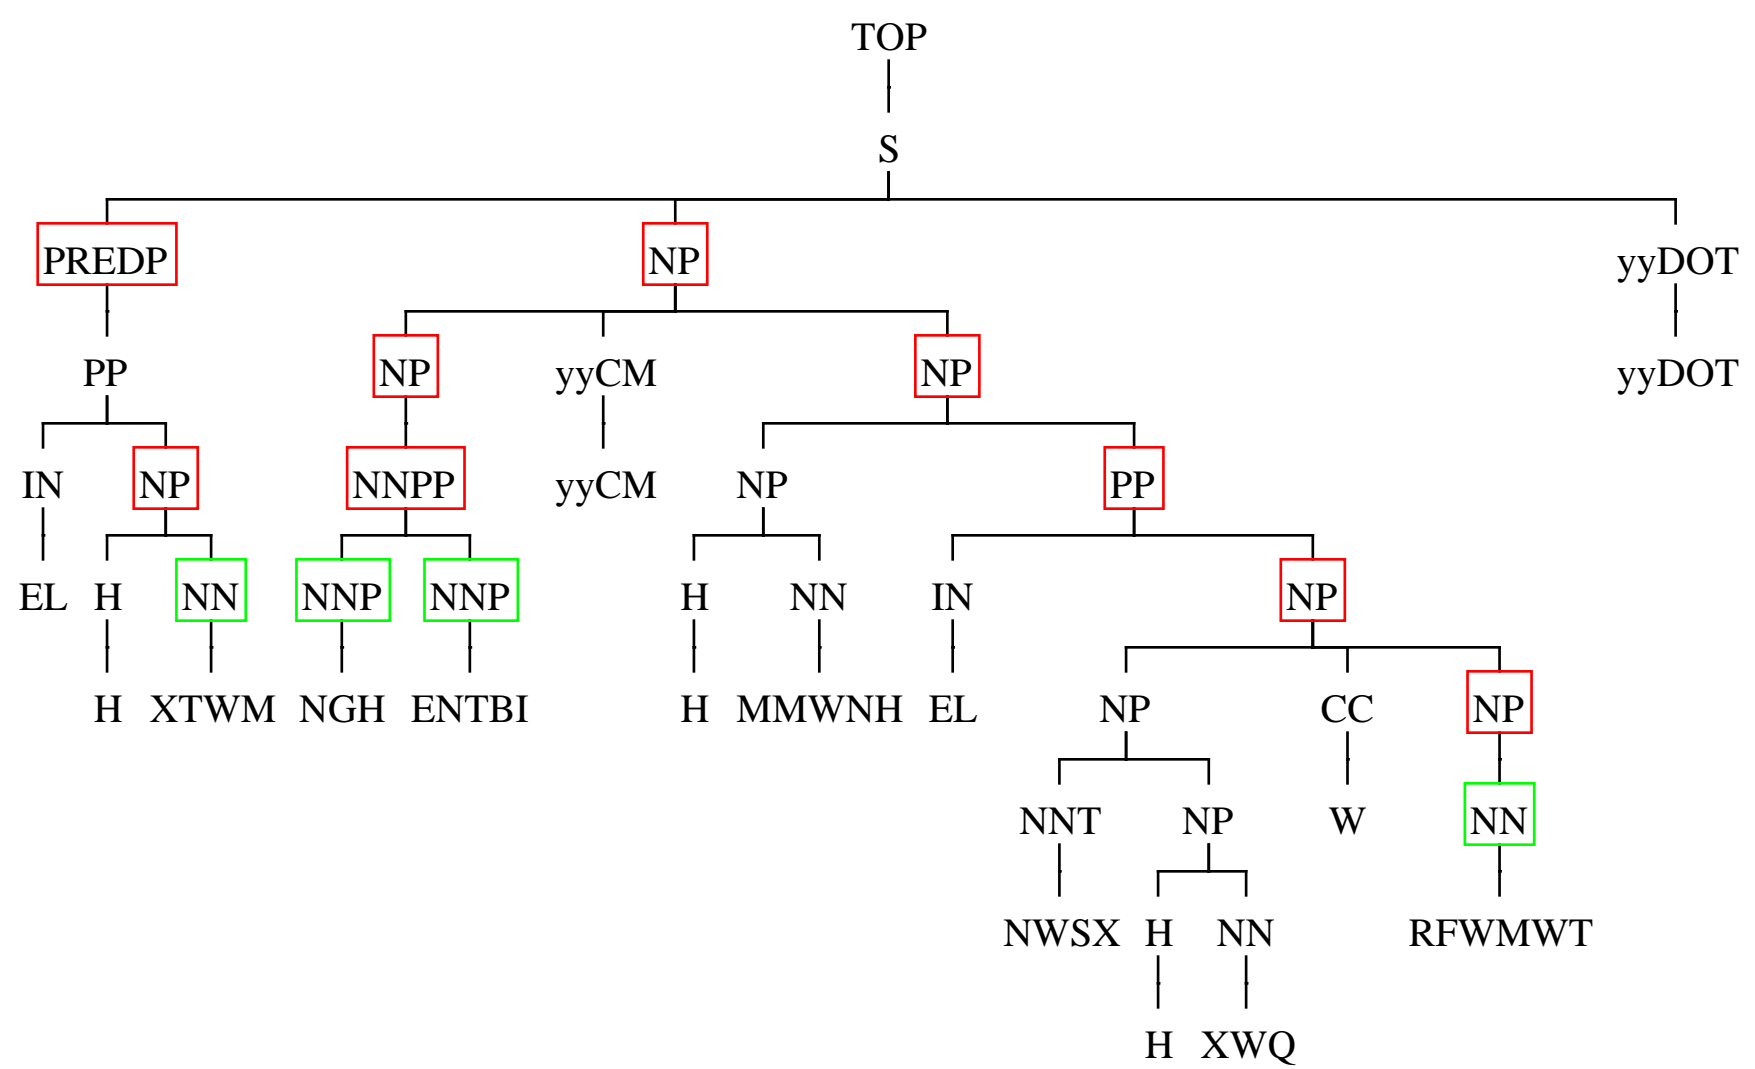 TOP
S
PREDP NP yyDOT
PP NP yyCM NP yyDOT
IN NP NNPP yyCM NP PP
EL H NN NNP NNP H NN IN NP
H XTWM NGH ENTBI H MMWNH EL NP CC NP
NNT NP W NN
NWSX H NN RFWMWT
H XWQ